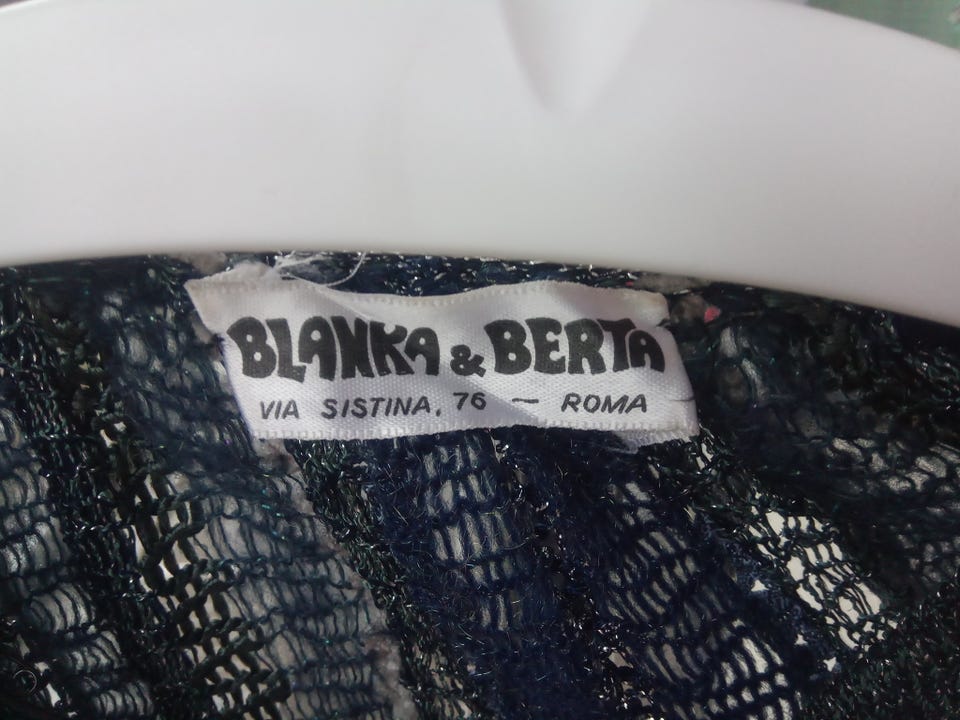 BLANKA & BERTA
VIA SISTINA, 76 — ROMA